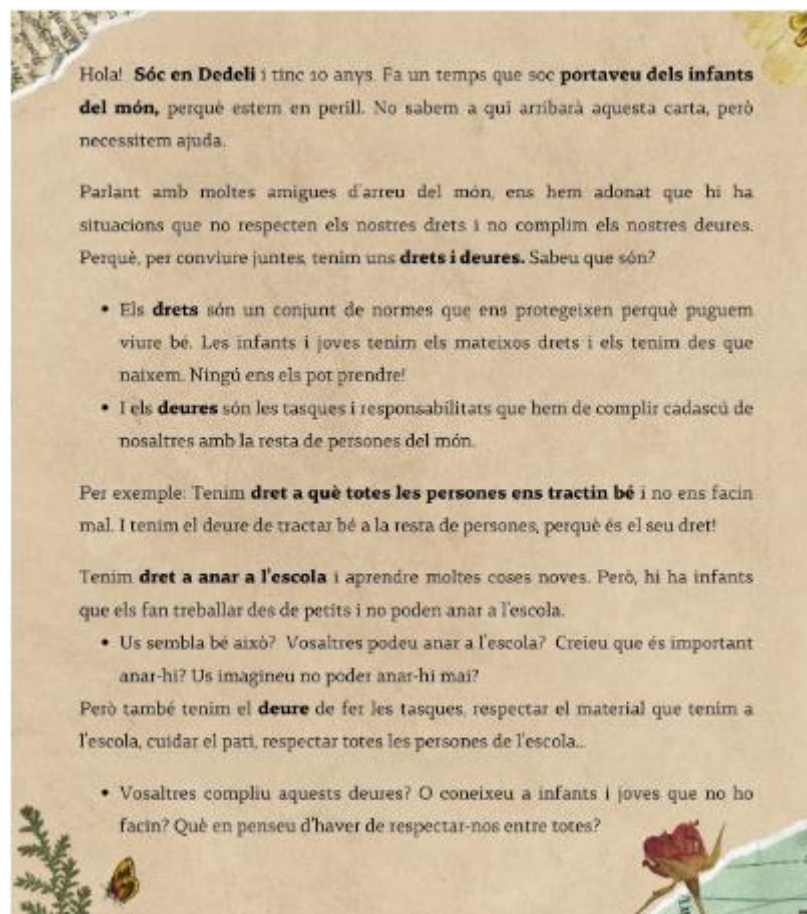 Hola! Sóc en Dedeli i tinc 10 anys. Fa un temps que soc portaveu dels infants
del món, perquè estem en perill. No sabem a qui arribarà aquesta carta, però
necessitem ajuda.
Parlant amb moltes amigues d'arreu del món, ens hem adonat que hi ha
situacions que no respecten els nostres drets i no complim els nostres deures.
Perquè, per conviure juntes, tenim uns drets i deures. Sabeu que són?
• Els drets són un conjunt de normes que ens protegeixen perquè puguem
viure bé. Les infants i joves tenim els mateixos drets i els tenim des que
naixem. Ningú ens els pot prendre!
• I els deures són les tasques i responsabilitats que hem de complir cadascú de
nosaltres amb la resta de persones del món.
Per exemple: Tenim dret a què totes les persones ens tractin bé i no ens facin
mal. I tenim el deure de tractar bé a la resta de persones, perquè és el seu dret!
Tenim dret a anar a l'escola i aprendre moltes coses noves. Però, hi ha infants
que els fan treballar des de petits i no poden anar a l'escola.
• Us sembla bé això? Vosaltres podeu anar a l'escola? Creieu que és important
anar-hi? Us imagineu no poder anar-hi mai?
Però també tenim el deure de fer les tasques, respectar el material que tenim a
l'escola, cuidar el pati, respectar totes les persones de l'escola...
• Vosaltres compliu aquests deures? O coneixeu a infants i joves que no ho
facin? Què en penseu d'haver de respectar-nos entre totes?